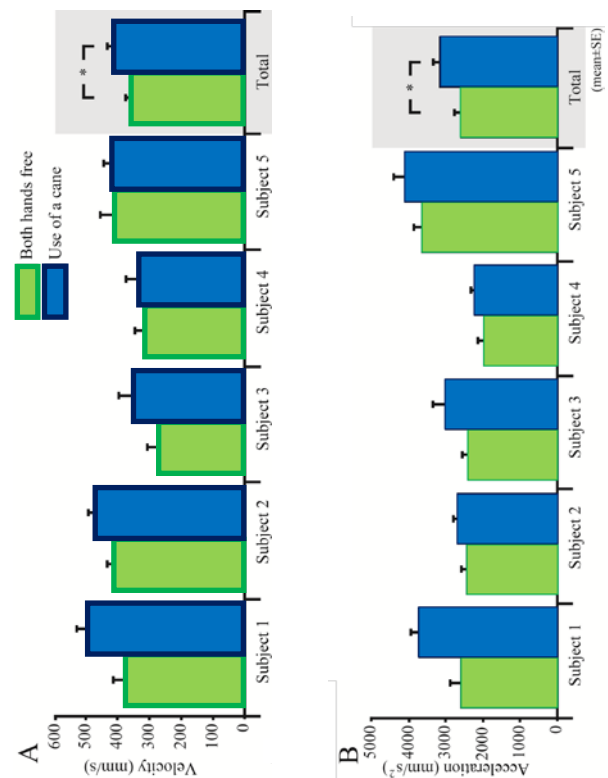 A
Both hands free
Use of a cane
Velocity (mm/s)
600
500
400
300
200
100
0
*
Subject 1
Subject 2
Subject 3
Subject 4
Subject 5
Total
B
Acceleration (mm/s²)
5000
4000
3000
2000
1000
0
*
Subject 1
Subject 2
Subject 3
Subject 4
Subject 5
Total
(mean±SE)